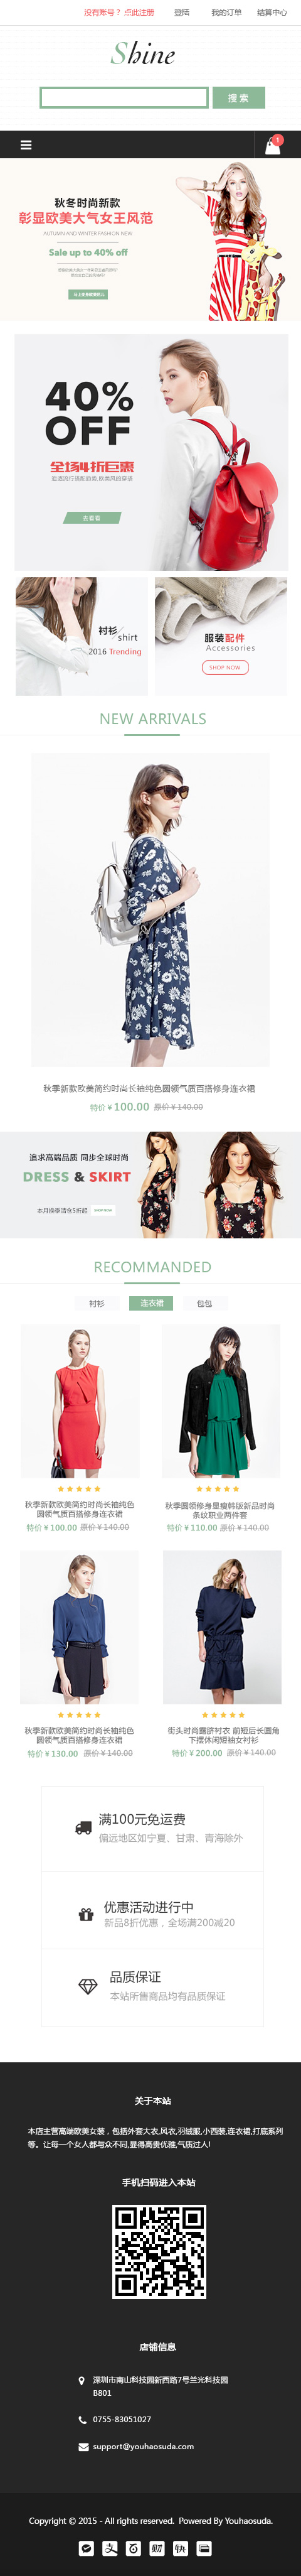 没有账号？ 点此注册 登陆 我的订单 结算中心
Shine
搜 索
1
秋冬时尚新款
彰显欧美大气女王风范
AUTUMN AND WINTER FASHION NEW
Sale up to 40% off
40%
OFF
全场4折巨惠
去看看
衬衫
shirt
2016 Trending
服装配件
Accessories
SHOP NOW
NEW ARRIVALS
秋季新款欧美简约时尚长袖纯色圆领气质百搭修身连衣裙
特价 ¥ 100.00 原价 ¥ 140.00
追求高端品质 同步全球时尚
DRESS & SKIRT
本月换季清仓5折起 SHOP NOW
RECOMMANDED
衬衫 连衣裙 包包
秋季新款欧美简约时尚长袖纯色
圆领气质百搭修身连衣裙
特价 ¥ 100.00 原价 ¥ 140.00
秋季圆领修身显瘦韩版新品时尚
条纹职业两件套
特价 ¥ 110.00 原价 ¥ 140.00
秋季新款欧美简约时尚长袖纯色
圆领气质百搭修身连衣裙
特价 ¥ 130.00 原价 ¥ 140.00
街头时尚露脐衬衣 前短后长圆角
下摆休闲短袖女衬衫
特价 ¥ 200.00 原价 ¥ 140.00
满100元免运费
偏远地区如宁夏、甘肃、青海除外
优惠活动进行中
新品8折优惠，全场满200减20
品质保证
本站所售商品均有品质保证
关于本站
本店主营高端欧美女装，包括外套大衣,风衣,羽绒服,小西装,连衣裙,打底系列
等。让每一个女人都与众不同,显得高贵优雅,气质过人!
手机扫码进入本站
店铺信息
深圳市南山科技园新西路7号兰光科技园
B801
0755-83051027
support@youhaosuda.com
Copyright © 2015 - All rights reserved. Powered By Youhaosuda.
支 财 快